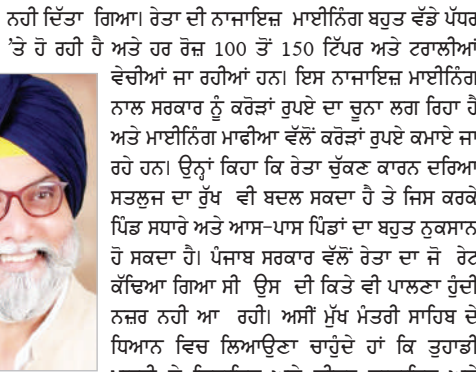 ਨਹੀ ਦਿੱਤਾ ਗਿਆ। ਰੇਤਾ ਦੀ ਨਾਜਾਇਜ਼ ਮਾਈਨਿੰਗ ਬਹੁਤ ਵੱਡੇ ਪੱਧਰ
'ਤੇ ਹੋ ਰਹੀ ਹੈ ਅਤੇ ਹਰ ਰੋਜ਼ 100 ਤੋਂ 150 ਟਿੱਪਰ ਅਤੇ ਟਰਾਲੀਆਂ
ਵੇਚੀਆਂ ਜਾ ਰਹੀਆਂ ਹਨ। ਇਸ ਨਾਜਾਇਜ਼ ਮਾਈਨਿੰਗ
ਨਾਲ ਸਰਕਾਰ ਨੂੰ ਕਰੋੜਾਂ ਰੁਪਏ ਦਾ ਚੂਨਾ ਲਗ ਰਿਹਾ ਹੈ
ਅਤੇ ਮਾਈਨਿੰਗ ਮਾਫੀਆ ਵੱਲੋਂ ਕਰੋੜਾਂ ਰੁਪਏ ਕਮਾਏ ਜਾ
ਰਹੇ ਹਨ। ਉਨ੍ਹਾਂ ਕਿਹਾ ਕਿ ਰੇਤਾ ਚੁੱਕਣ ਕਾਰਨ ਦਰਿਆ
ਸਤਲੁਜ ਦਾ ਰੁੱਖ ਵੀ ਬਦਲ ਸਕਦਾ ਹੈ ਤੇ ਜਿਸ ਕਰਕੇ
ਪਿੰਡ ਸਧਾਰੇ ਅਤੇ ਆਸ-ਪਾਸ ਪਿੰਡਾਂ ਦਾ ਬਹੁਤ ਨੁਕਸਾਨ
ਹੋ ਸਕਦਾ ਹੈ। ਪੰਜਾਬ ਸਰਕਾਰ ਵੱਲੋਂ ਰੇਤਾ ਦਾ ਜੋ ਰੇਟ
ਕੱਢਿਆ ਗਿਆ ਸੀ ਉਸ ਦੀ ਕਿਤੇ ਵੀ ਪਾਲਣਾ ਹੁੰਦੀ
ਨਜ਼ਰ ਨਹੀ ਆ ਰਹੀ। ਅਸੀਂ ਮੁੱਖ ਮੰਤਰੀ ਸਾਹਿਬ ਦੇ
ਧਿਆਨ ਵਿਚ ਲਿਆਉਣਾ ਚਾਹੁੰਦੇ ਹਾਂ ਕਿ ਤੁਹਾਡੀ